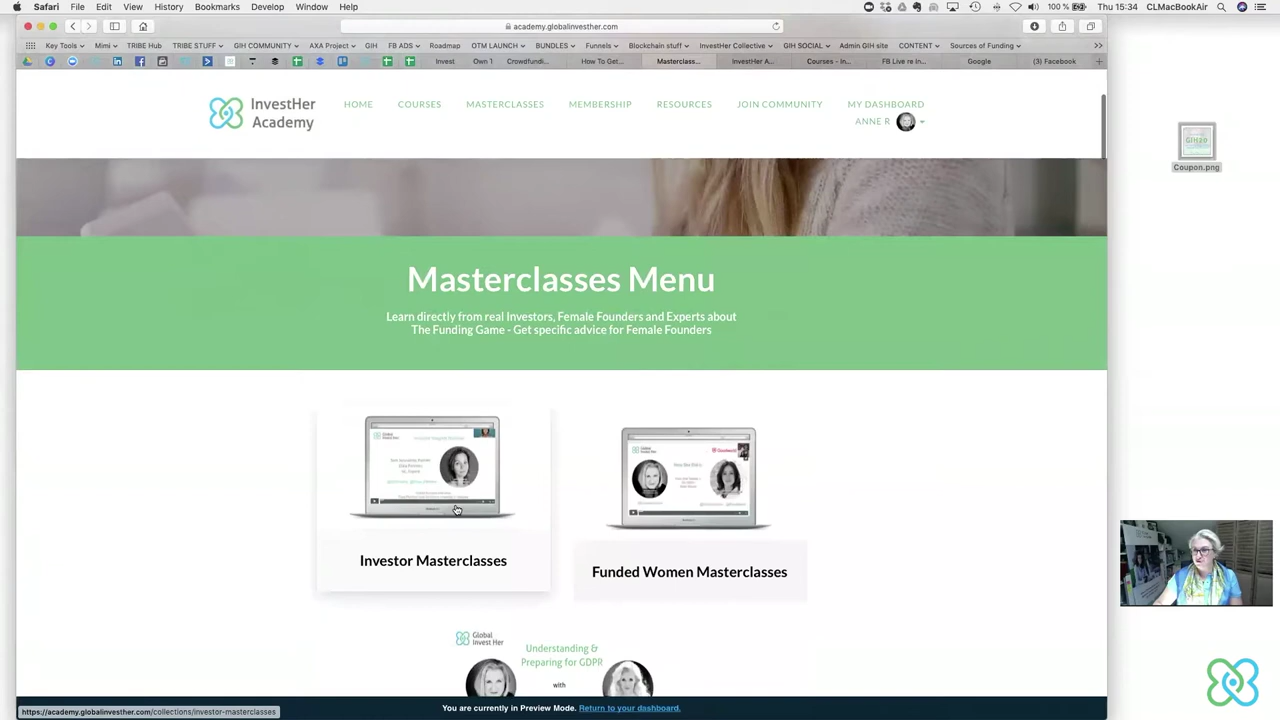 Safari File Edit View History Bookmarks Develop Window Help
100 % Thu 15:34 CLMacBookAir
academy.globalinvesther.com
Key Tools Mimi TRIBE Hub TRIBE STUFF GIH COMMUNITY AXA Project GIH FB ADS Roadmap OTM LAUNCH BUNDLES Funnels Blockchain stuff InvestHer Collective GIH SOCIAL Admin GIH site CONTENT Sources of Funding
Invest Own 1 Crowdfundi... How To Get... Masterclass... InvestHer A... Courses – In... FB Live re In... Google (3) Facebook
InvestHer
Academy
HOME COURSES MASTERCLASSES MEMBERSHIP RESOURCES JOIN COMMUNITY MY DASHBOARD
ANNE R
Coupon.png
Masterclasses Menu
Learn directly from real Investors, Female Founders and Experts about
The Funding Game - Get specific advice for Female Founders
Investor Masterclasses
Funded Women Masterclasses
Global
Invest Her
Understanding &
Preparing for GDPR
with
You are currently in Preview Mode. Return to your dashboard.
https://academy.globalinvesther.com/collections/investor-masterclasses